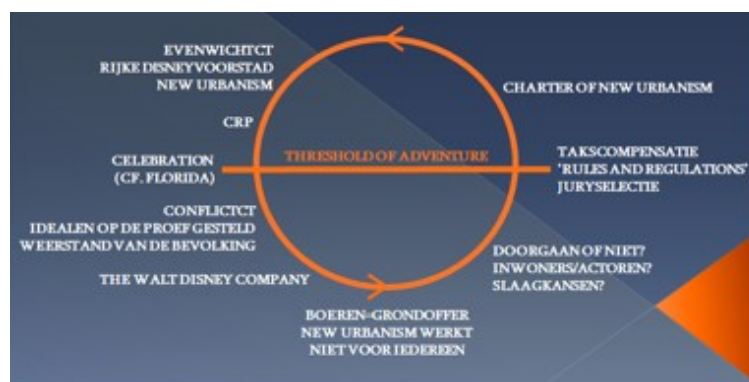 EVENWICHTCT
RIJKE DISNEYVOORSTAD
NEW URBANISM
CHARTER OF NEW URBANISM
CRP
THRESHOLD OF ADVENTURE
CELEBRATION
(CF. FLORIDA)
TAKSCOMPENSATIE
'RULES AND REGULATIONS'
JURYSELECTIE
CONFLICTCT
IDEALEN OP DE PROEF GESTELD
WEERSTAND VAN DE BEVOLKING
DOORGAAN OF NIET?
INWONERS/ACTOREN?
SLAAGKANSEN?
THE WALT DISNEY COMPANY
BOEREN=GRONDOFFER
NEW URBANISM WERKT
NIET VOOR IEDEREEN